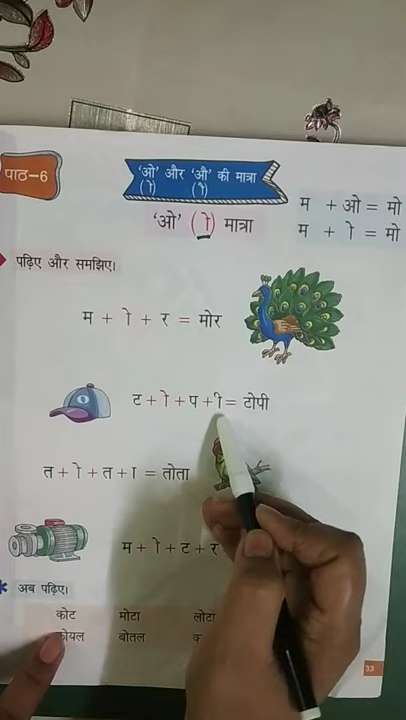 पाठ–6
‘ओ’ और ‘औ’ की मात्रा
(ो) (ौ)
म + ओ = मो
म + ो = मो
‘ओ’ (ो) मात्रा
पढ़िए और समझिए।
म + ो + र = मोर
ट + ो + प + ी = टोपी
त + ो + त + ा = तोता
म + ो + ट + र
अब पढ़िए।
कोट मोटा लोटा
कोयल बोतल
33